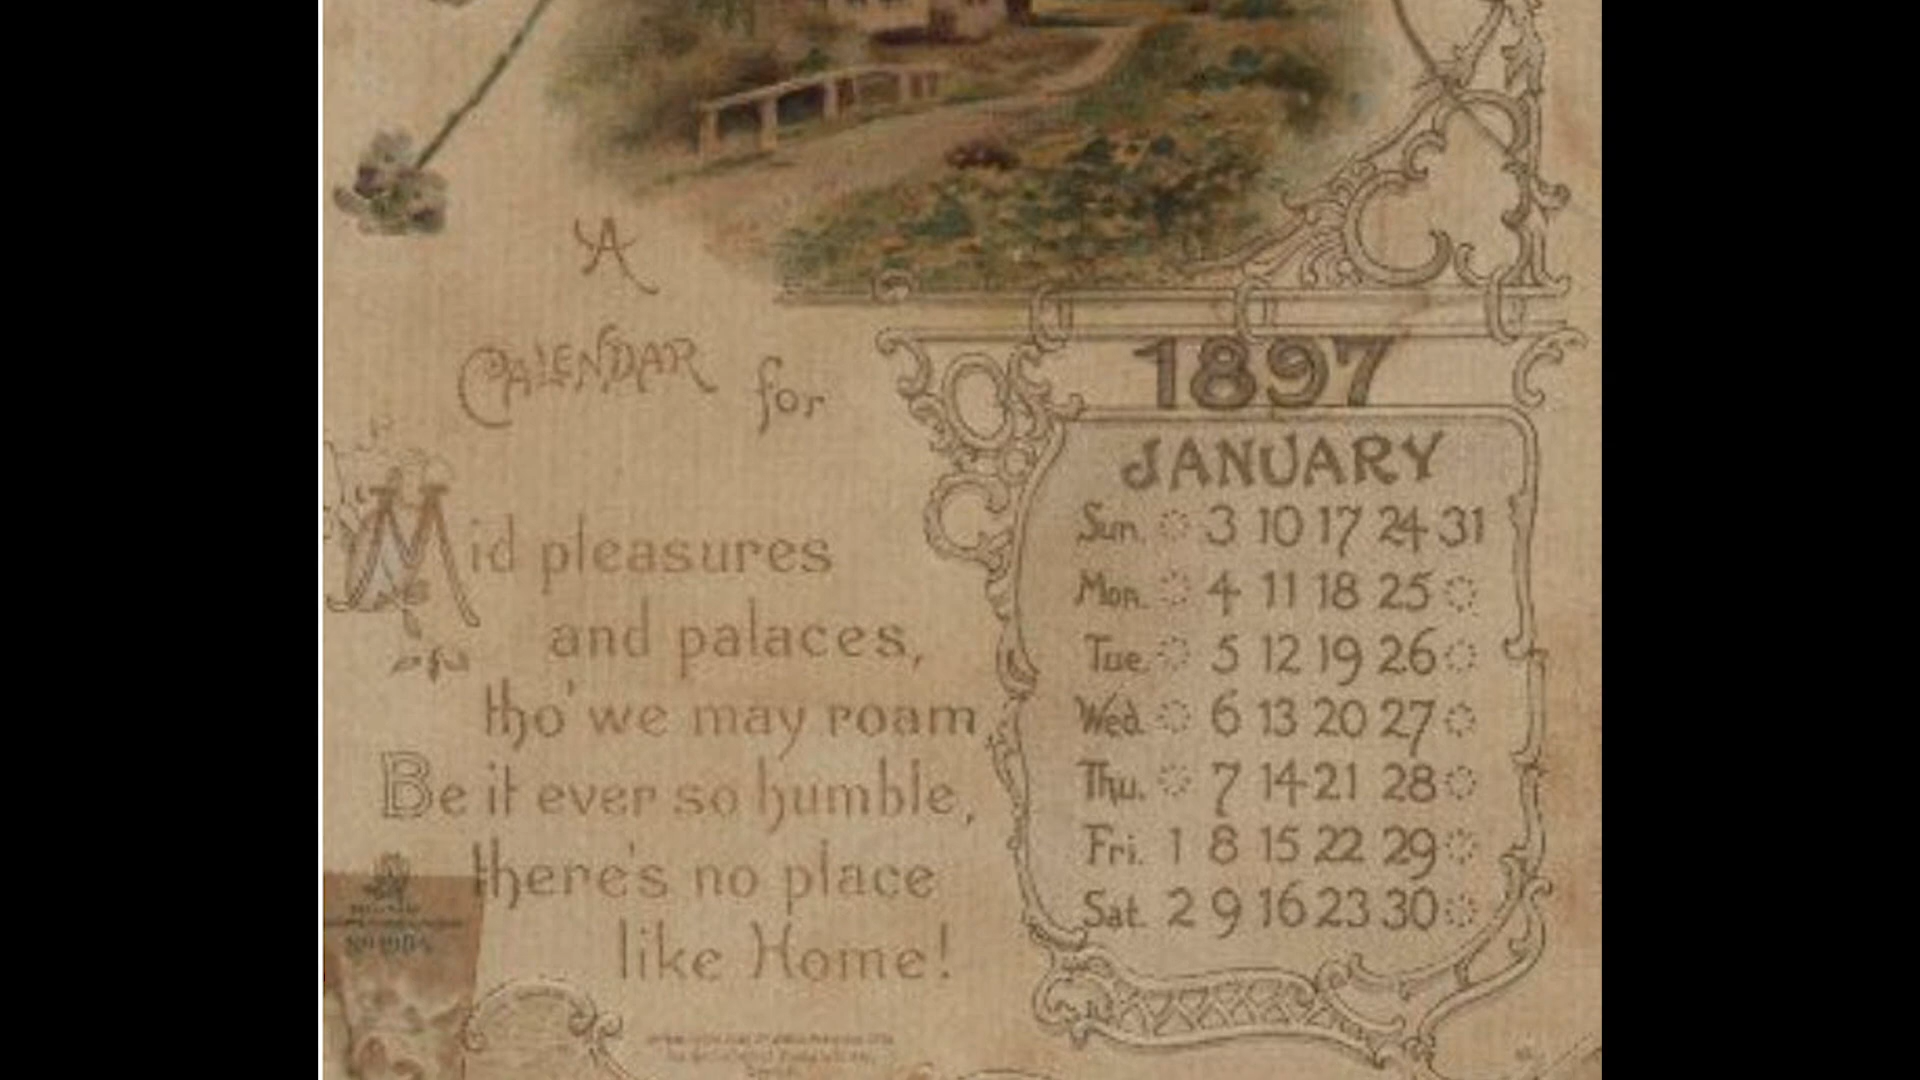 A
CALENDAR for
1897
Mid pleasures
and palaces,
tho' we may roam
Be it ever so humble,
there's no place
like Home!
JANUARY
Sun. 3 10 17 24 31
Mon. 4 11 18 25
Tue. 5 12 19 26
Wed. 6 13 20 27
Thu. 7 14 21 28
Fri. 1 8 15 22 29
Sat. 2 9 16 23 30